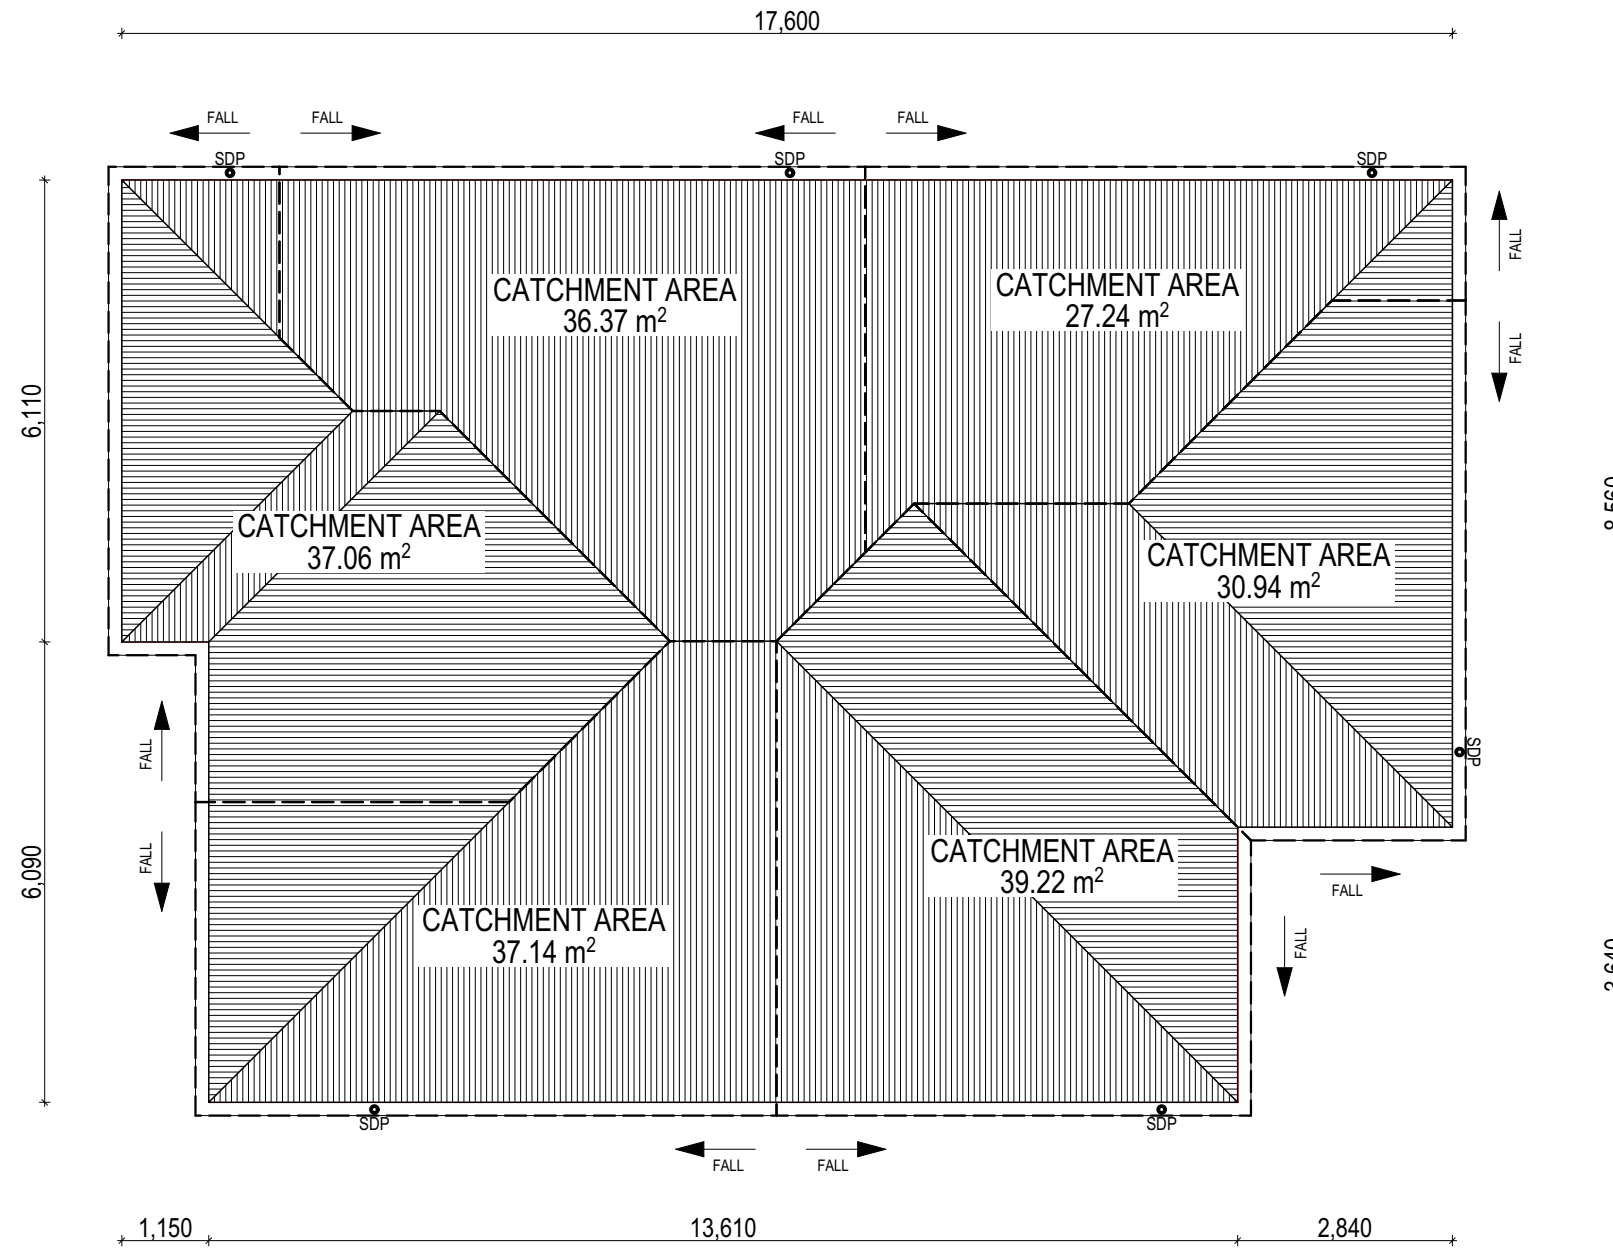 17,600
FALL
FALL
FALL
FALL
SDP
SDP
SDP
FALL
FALL
CATCHMENT AREA
36.37 m²
CATCHMENT AREA
27.24 m²
6,110
CATCHMENT AREA
37.06 m²
CATCHMENT AREA
30.94 m²
8,560
FALL
FALL
SDP
6,090
CATCHMENT AREA
39.22 m²
CATCHMENT AREA
37.14 m²
FALL
FALL
SDP
SDP
FALL
FALL
1,150
13,610
2,840